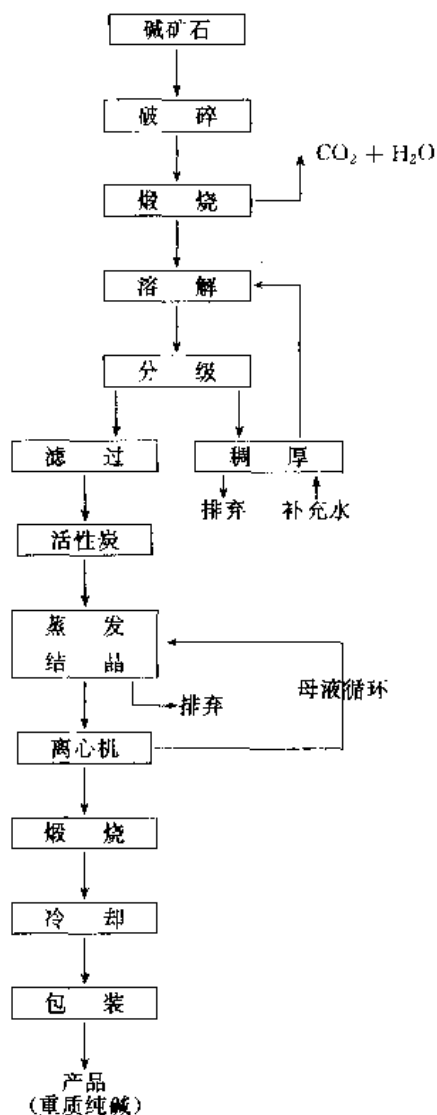 碱矿石
破 碎
CO₂ + H₂O
煅 烧
溶 解
分 级
滤 过
稠 厚
排弃
补充水
活性炭
蒸 发
结 晶
母液循环
排弃
离心机
煅 烧
冷 却
包 装
产品
(重质纯碱)